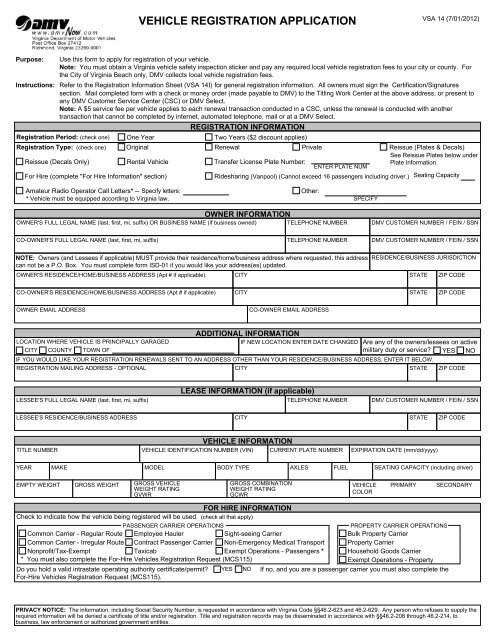 dmv Now
www.dmvNow.com
Virginia Department of Motor Vehicles
Post Office Box 27412
Richmond, Virginia 23269-0001
VEHICLE REGISTRATION APPLICATION
VSA 14 (7/01/2012)
Purpose: Use this form to apply for registration of your vehicle.
Note: You must obtain a Virginia vehicle safety inspection sticker and pay any required local vehicle registration fees to your city or county. For
the City of Virginia Beach only, DMV collects local vehicle registration fees.
Instructions: Refer to the Registration Information Sheet (VSA 14I) for general registration information. All owners must sign the Certification/Signatures
section. Mail completed form with a check or money order (made payable to DMV) to the Titling Work Center at the above address, or present to
any DMV Customer Service Center (CSC) or DMV Select.
Note: A $5 service fee per vehicle applies to each renewal transaction conducted in a CSC, unless the renewal is conducted with another
transaction that cannot be completed by internet, automated telephone, mail or at a DMV Select.
REGISTRATION INFORMATION
Registration Period: (check one) One Year Two Years ($2 discount applies)
Registration Type: (check one) Original Renewal Private Reissue (Plates & Decals)
See Reissue Plates below under
Plate Information.
Reissue (Decals Only) Rental Vehicle Transfer License Plate Number:
ENTER PLATE NUM
For Hire (complete "For Hire Information" section) Ridesharing (Vanpool) (Cannot exceed 16 passengers including driver.) Seating Capacity
Amateur Radio Operator Call Letters* -- Specify letters: Other:
* Vehicle must be equipped according to Virginia law. SPECIFY
OWNER INFORMATION
OWNER'S FULL LEGAL NAME (last, first, mi, suffix) OR BUSINESS NAME (if business owned) TELEPHONE NUMBER DMV CUSTOMER NUMBER / FEIN / SSN
CO-OWNER'S FULL LEGAL NAME (last, first, mi, suffix) TELEPHONE NUMBER DMV CUSTOMER NUMBER / FEIN / SSN
NOTE: Owners (and Lessees if applicable) MUST provide their residence/home/business address where requested, this address
can not be a P.O. Box. You must complete form ISD-01 if you would like your address(es) updated.
RESIDENCE/BUSINESS JURISDICTION
OWNER'S RESIDENCE/HOME/BUSINESS ADDRESS (Apt # if applicable) CITY STATE ZIP CODE
CO-OWNER'S RESIDENCE/HOME/BUSINESS ADDRESS (Apt # if applicable) CITY STATE ZIP CODE
OWNER EMAIL ADDRESS CO-OWNER EMAIL ADDRESS
ADDITIONAL INFORMATION
LOCATION WHERE VEHICLE IS PRINCIPALLY GARAGED IF NEW LOCATION ENTER DATE CHANGED Are any of the owners/lessees on active
CITY COUNTY TOWN OF military duty or service? YES NO
IF YOU WOULD LIKE YOUR REGISTRATION RENEWALS SENT TO AN ADDRESS OTHER THAN YOUR RESIDENCE/BUSINESS ADDRESS, ENTER IT BELOW.
REGISTRATION MAILING ADDRESS - OPTIONAL CITY STATE ZIP CODE
LEASE INFORMATION (if applicable)
LESSEE'S FULL LEGAL NAME (last, first, mi, suffix) TELEPHONE NUMBER DMV CUSTOMER NUMBER / FEIN / SSN
LESSEE'S RESIDENCE/BUSINESS ADDRESS CITY STATE ZIP CODE
VEHICLE INFORMATION
TITLE NUMBER VEHICLE IDENTIFICATION NUMBER (VIN) CURRENT PLATE NUMBER EXPIRATION DATE (mm/dd/yyyy)
YEAR MAKE MODEL BODY TYPE AXLES FUEL SEATING CAPACITY (including driver)
EMPTY WEIGHT GROSS WEIGHT GROSS VEHICLE WEIGHT RATING GVWR GROSS COMBINATION WEIGHT RATING GCWR VEHICLE COLOR PRIMARY SECONDARY
FOR HIRE INFORMATION
Check to indicate how the vehicle being registered will be used. (check all that apply)
PASSENGER CARRIER OPERATIONS PROPERTY CARRIER OPERATIONS
Common Carrier - Regular Route Employee Hauler Sight-seeing Carrier Bulk Property Carrier
Common Carrier - Irregular Route Contract Passenger Carrier Non-Emergency Medical Transport Property Carrier
Nonprofit/Tax-Exempt Taxicab Exempt Operations - Passengers * Household Goods Carrier
* You must also complete the For-Hire Vehicles Registration Request (MCS115) Exempt Operations - Property
Do you hold a valid intrastate operating authority certificate/permit? YES NO If no, and you are a passenger carrier you must also complete the
For-Hire Vehicles Registration Request (MCS115).
PRIVACY NOTICE: The information, including Social Security Number, is requested in accordance with Virginia Code §§46.2-623 and 46.2-629. Any person who refuses to supply the
required information will be denied a certificate of title and/or registration. Title and registration records may be disseminated in accordance with §§46.2-208 through 46.2-214, to
business, law enforcement or authorized government entities.